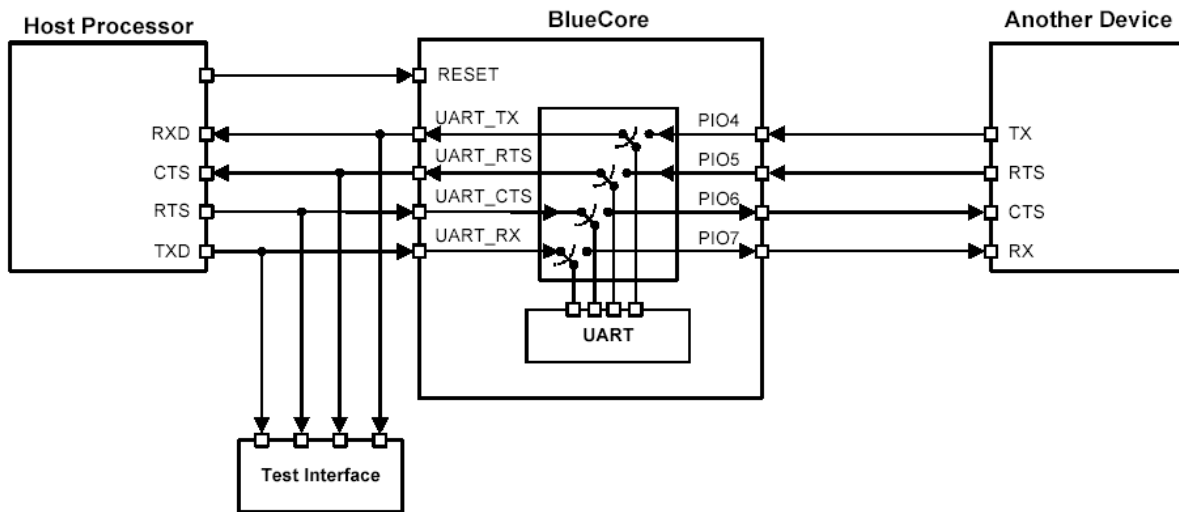 Host Processor
BlueCore
Another Device
RESET
RXD
UART_TX
PIO4
TX
CTS
UART_RTS
PIO5
RTS
RTS
UART_CTS
PIO6
CTS
TXD
UART_RX
PIO7
RX
UART
Test Interface